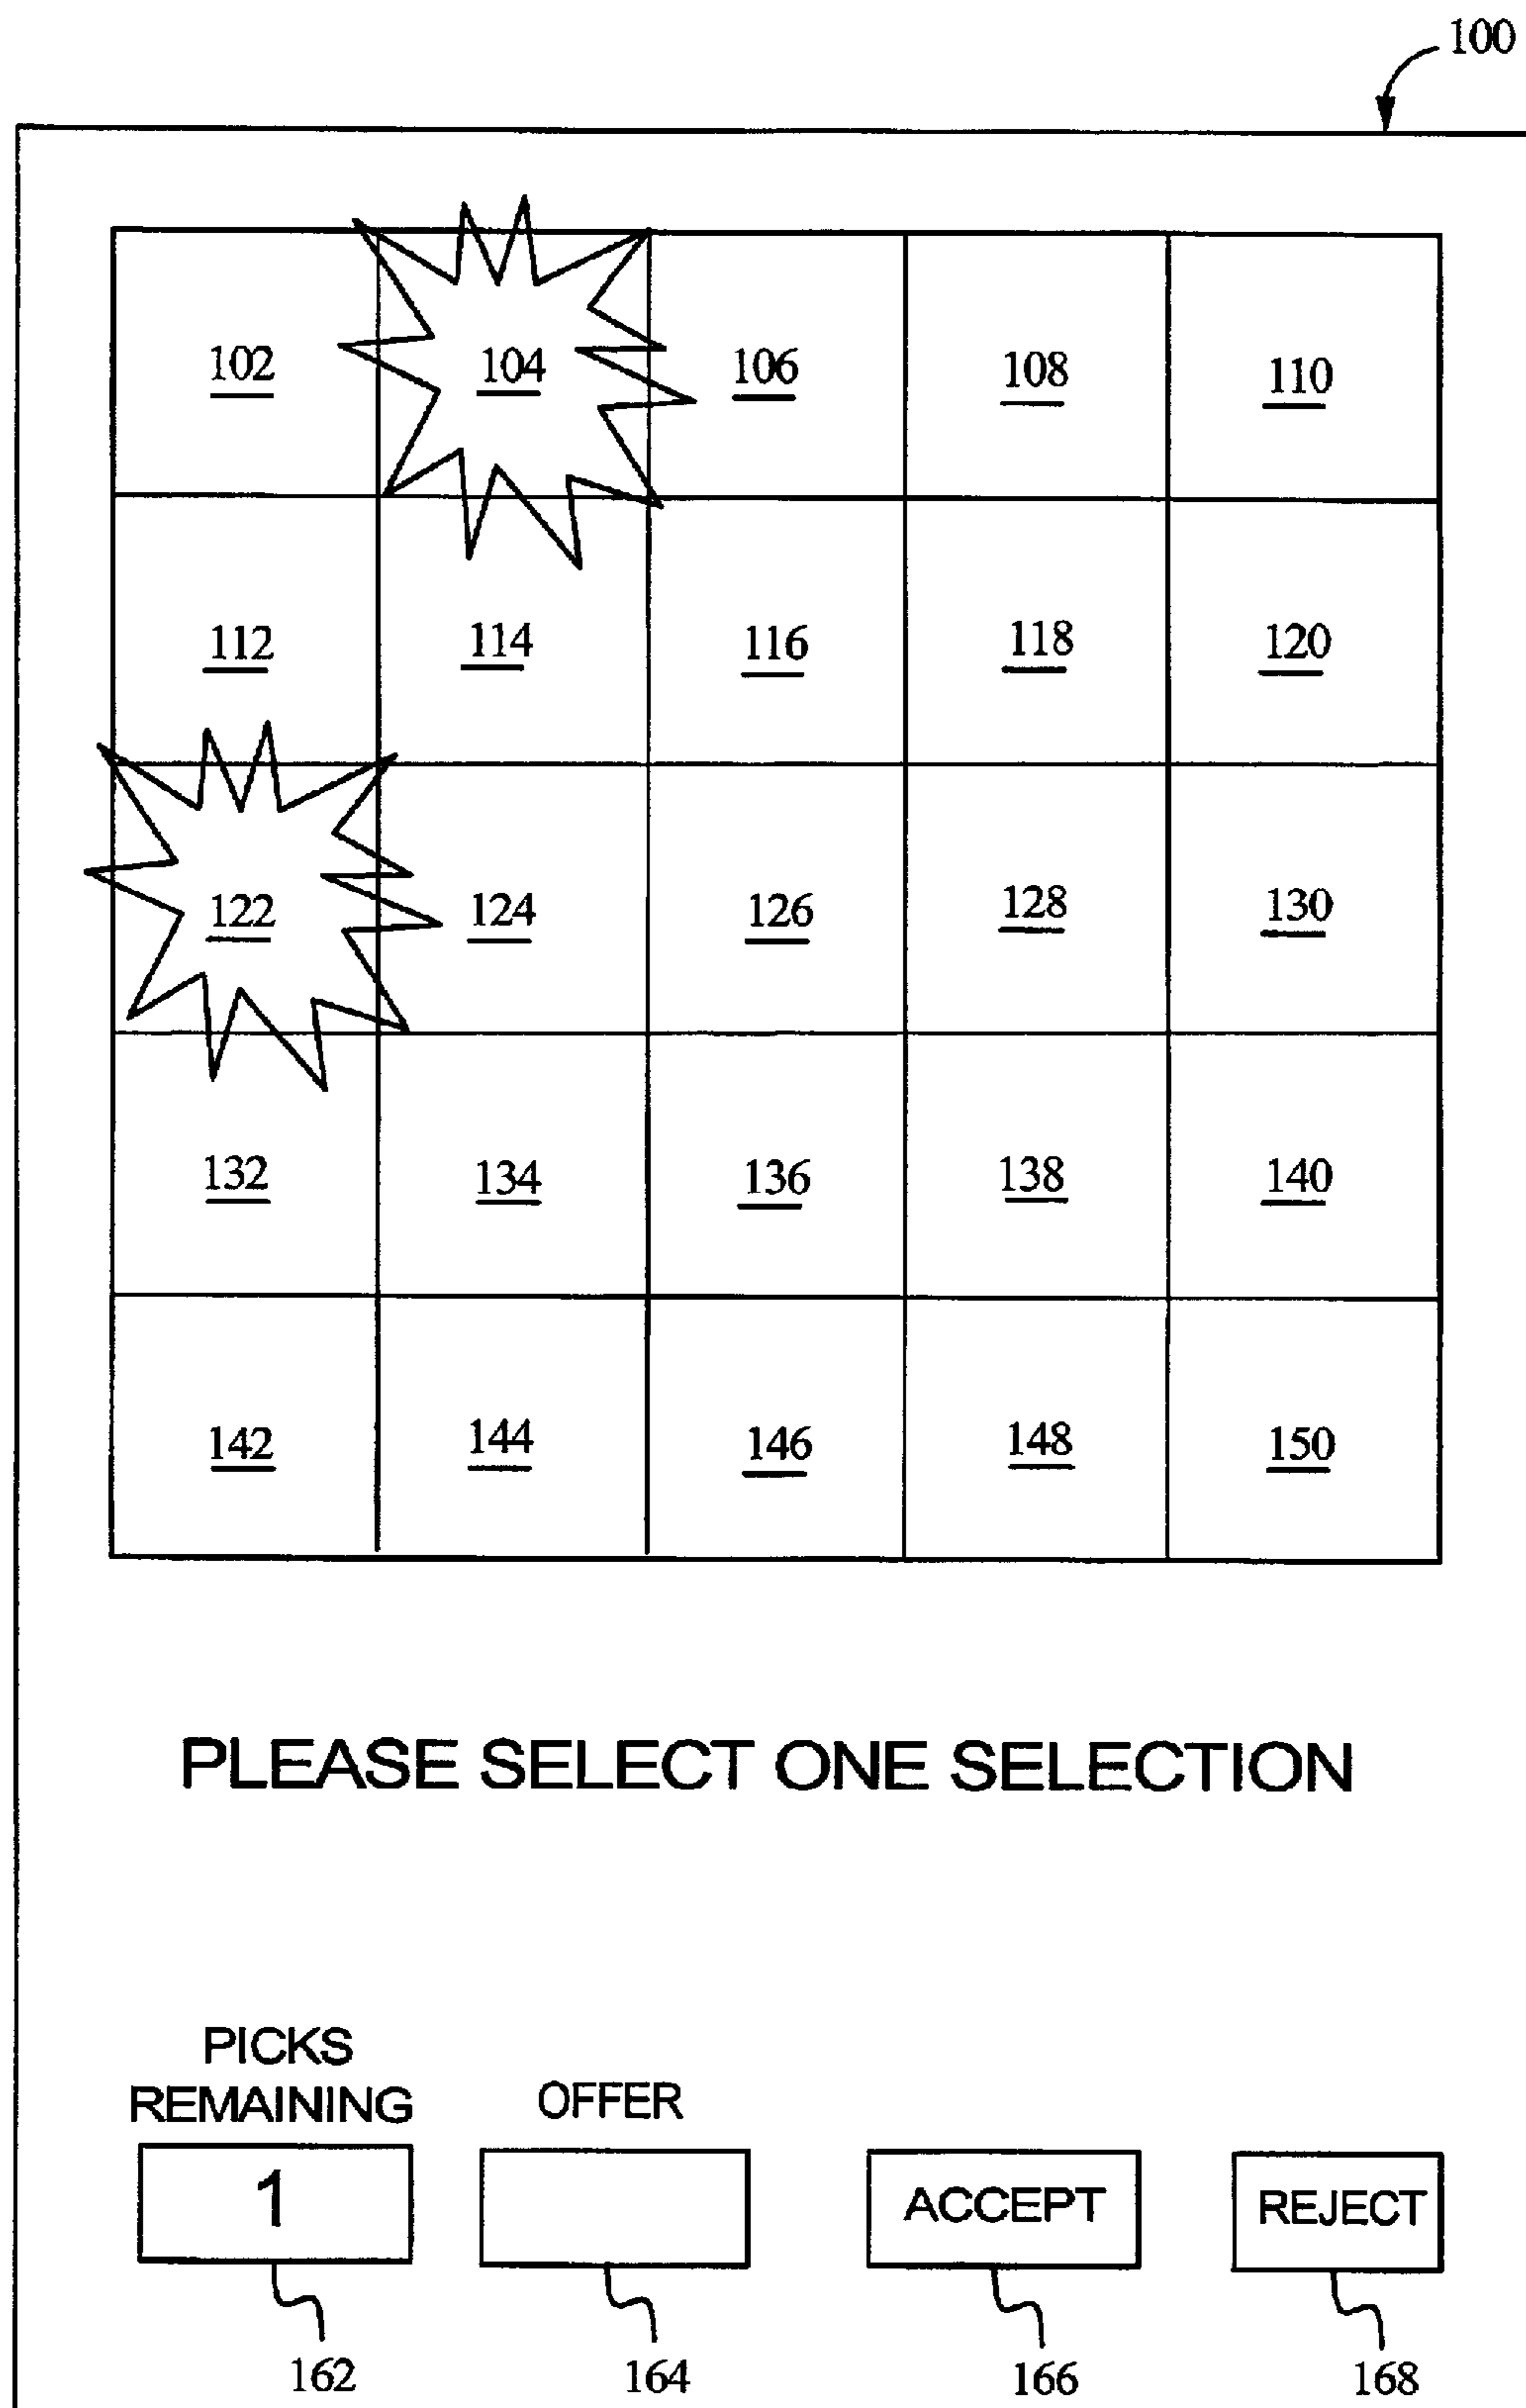 100
102 104 106 108 110
112 114 116 118 120
122 124 126 128 130
132 134 136 138 140
142 144 146 148 150
PLEASE SELECT ONE SELECTION
PICKS
REMAINING OFFER
1 ACCEPT REJECT
162 164 166 168